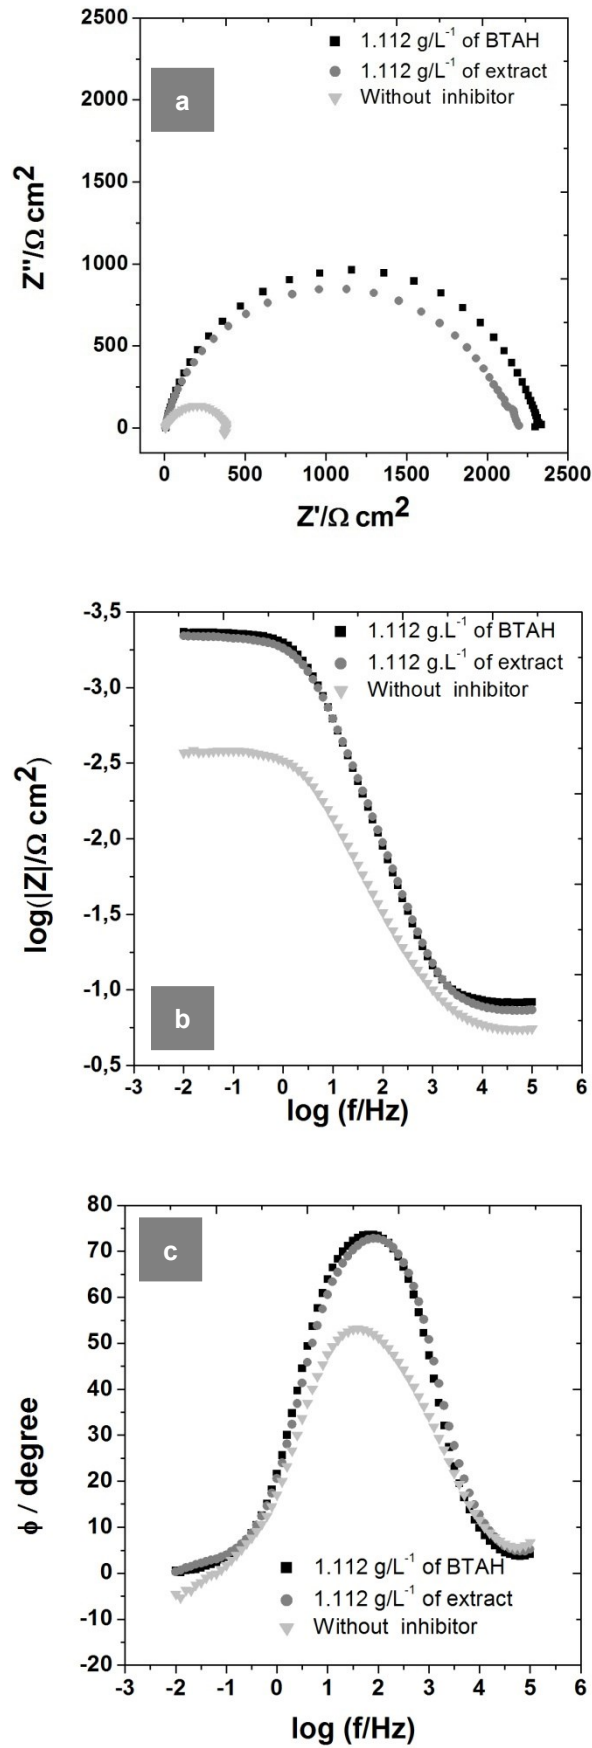 2500
1.112 g/L⁻¹ of BTAH
1.112 g/L⁻¹ of extract
Without inhibitor
a
2000
1500
1000
500
0
Z''/Ω cm²
0 500 1000 1500 2000 2500
Z'/Ω cm²
-3,5
1.112 g.L⁻¹ of BTAH
1.112 g.L⁻¹ of extract
Without inhibitor
-3,0
-2,5
-2,0
-1,5
-1,0
-0,5
b
log(|Z|/Ω cm²)
-3 -2 -1 0 1 2 3 4 5 6
log (f/Hz)
80
c
70
60
50
40
30
20
10
0
-10
-20
ϕ / degree
1.112 g/L⁻¹ of BTAH
1.112 g/L⁻¹ of extract
Without inhibitor
-3 -2 -1 0 1 2 3 4 5 6
log (f/Hz)